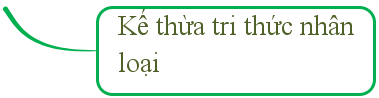 Kế thừa tri thức nhân
loại